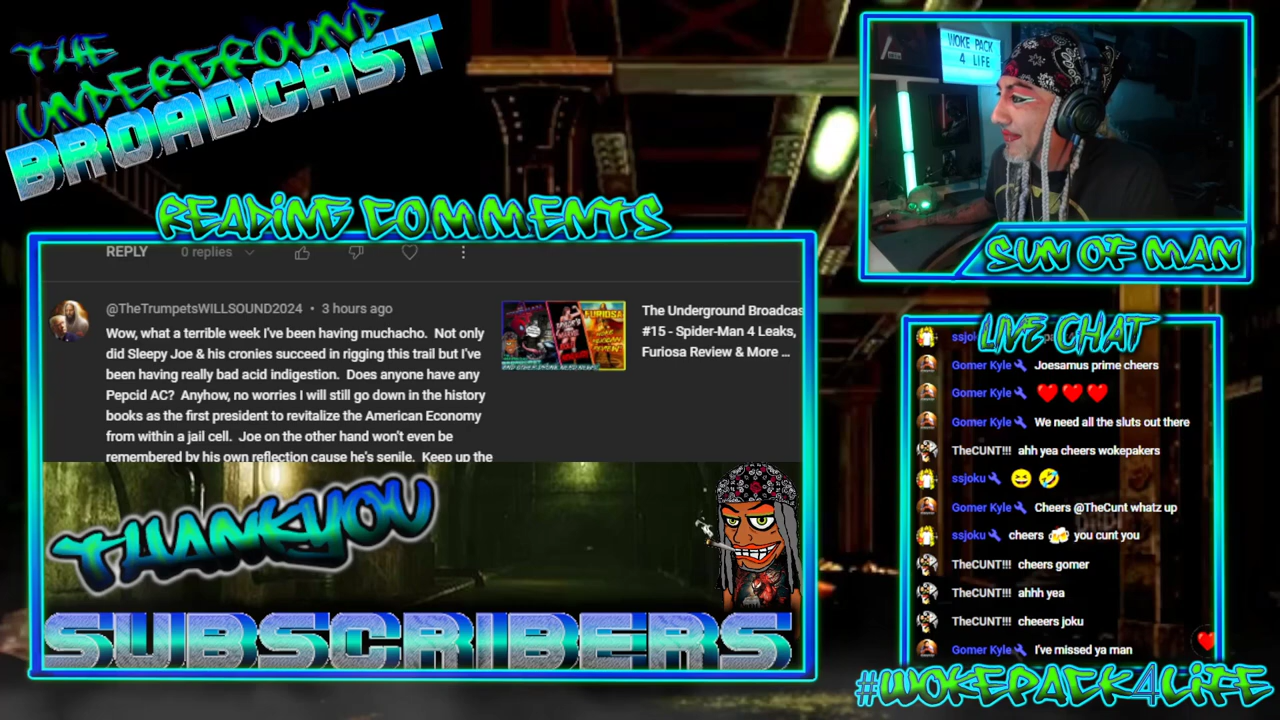 THE
UNDERGROUND
BROADCAST
WOKE PACK
4 LIFE
SUN OF MAN
READING COMMENTS
REPLY 0 replies
@TheTrumpetsWILLSOUND2024 • 3 hours ago
Wow, what a terrible week I've been having muchacho. Not only
did Sleepy Joe & his cronies succeed in rigging this trail but I've
been having really bad acid indigestion. Does anyone have any
Pepcid AC? Anyhow, no worries I will still go down in the history
books as the first president to revitalize the American Economy
from within a jail cell. Joe on the other hand won't even be
remembered by his own reflection cause he's senile. Keep up the
FURIOSA
The Underground Broadcas
#15 - Spider-Man 4 Leaks,
Furiosa Review & More ...
THANKYOU
SUBSCRIBERS
LIVE CHAT
ssjo
Gomer Kyle Joesamus prime cheers
Gomer Kyle ❤️❤️❤️
Gomer Kyle We need all the sluts out there
TheCUNT!!! ahh yea cheers wokepakers
ssjoku 😆 🤣
Gomer Kyle Cheers @TheCunt whatz up
ssjoku cheers 🍻 you cunt you
TheCUNT!!! cheers gomer
TheCUNT!!! ahhh yea
TheCUNT!!! cheeers joku
Gomer Kyle I've missed ya man
#WOKEPACK4LIFE